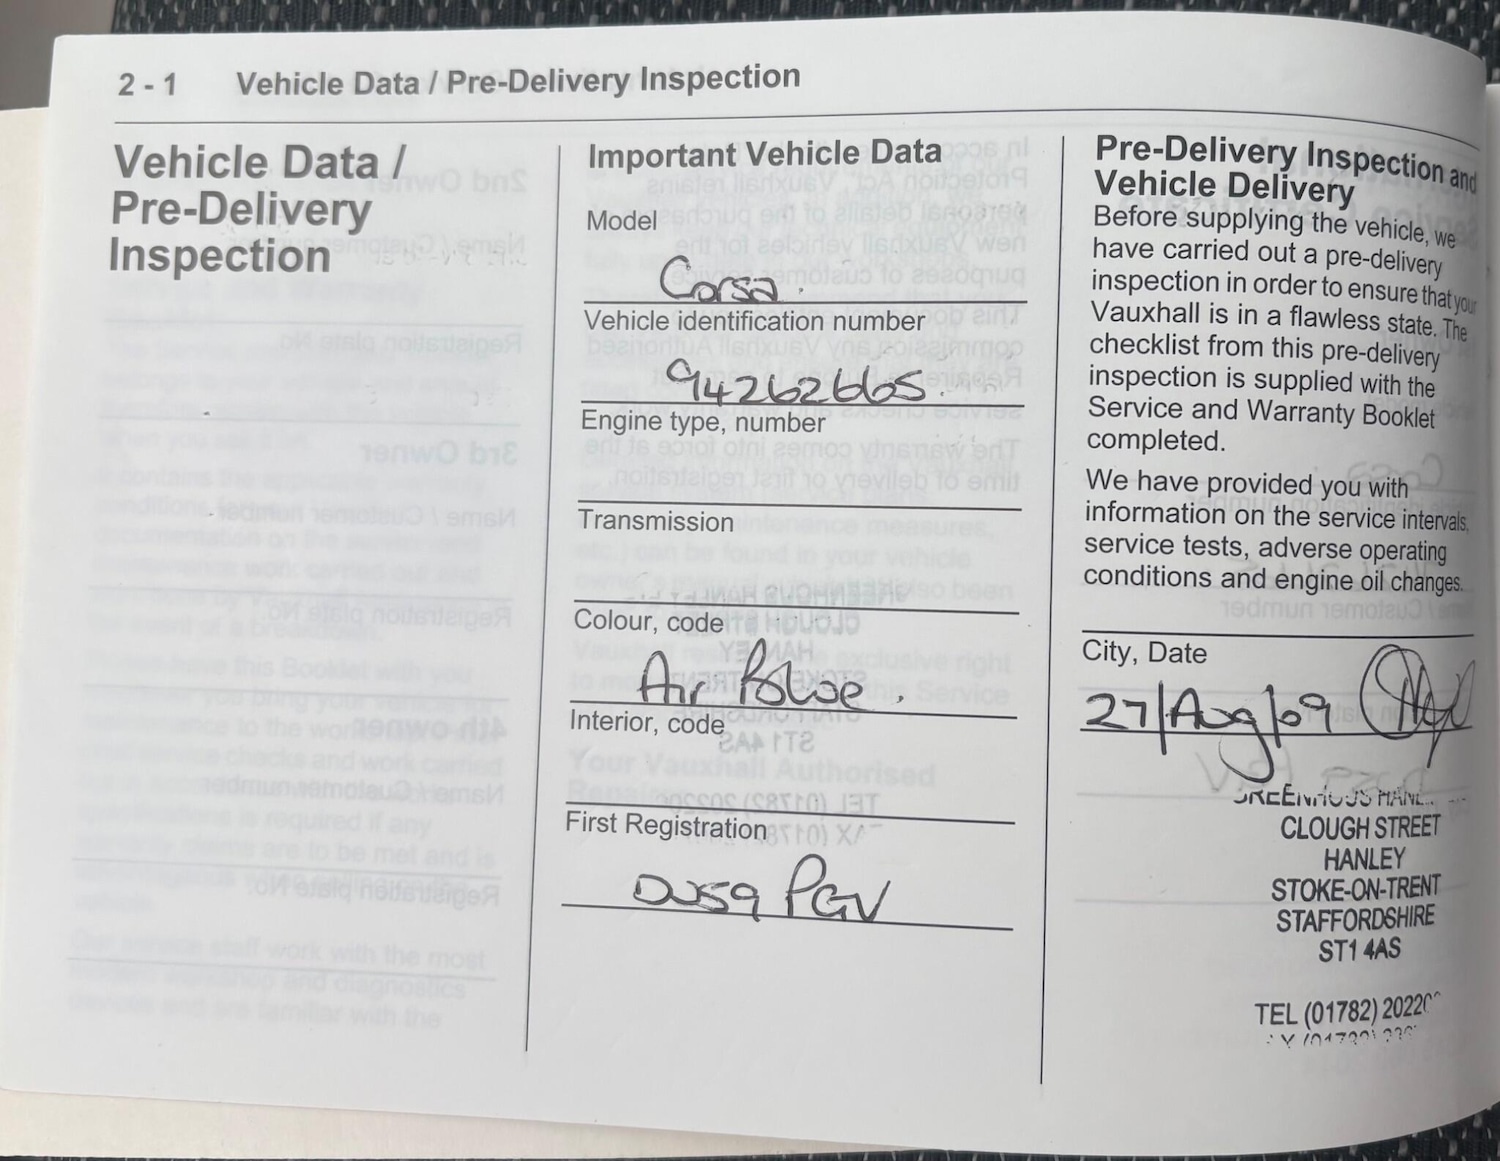 2 - 1 Vehicle Data / Pre-Delivery Inspection
Vehicle Data /
Pre-Delivery
Inspection
Important Vehicle Data
Model
Corsa.
Vehicle identification number
94262665.
Engine type, number
Transmission
Colour, code
Air Blue.
Interior, code
First Registration
DU59 PGV
Pre-Delivery Inspection and
Vehicle Delivery
Before supplying the vehicle, we
have carried out a pre-delivery
inspection in order to ensure that your
Vauxhall is in a flawless state. The
checklist from this pre-delivery
inspection is supplied with the
Service and Warranty Booklet
completed.
We have provided you with
information on the service intervals,
service tests, adverse operating
conditions and engine oil changes.
City, Date
27/Aug/09
CLOUGH STREET
HANLEY
STOKE-ON-TRENT
STAFFORDSHIRE
ST1 4AS
TEL (01782)